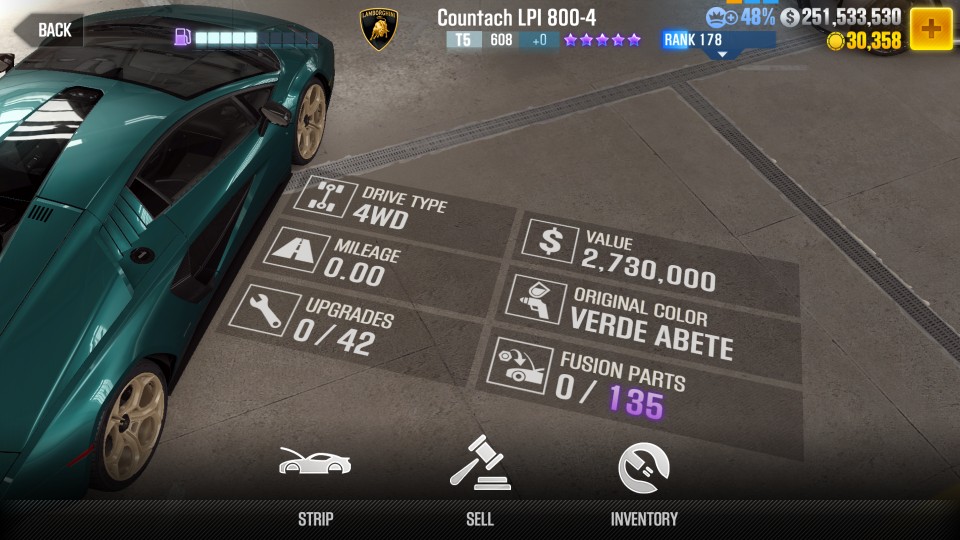 BACK
LAMBORGHINI
Countach LPI 800-4
T5 608 +0
RANK 178
48%
$ 251,533,530
30,358
DRIVE TYPE
4WD
MILEAGE
0.00
UPGRADES
0 / 42
$ VALUE
2,730,000
ORIGINAL COLOR
VERDE ABETE
FUSION PARTS
0 / 135
STRIP
SELL
INVENTORY